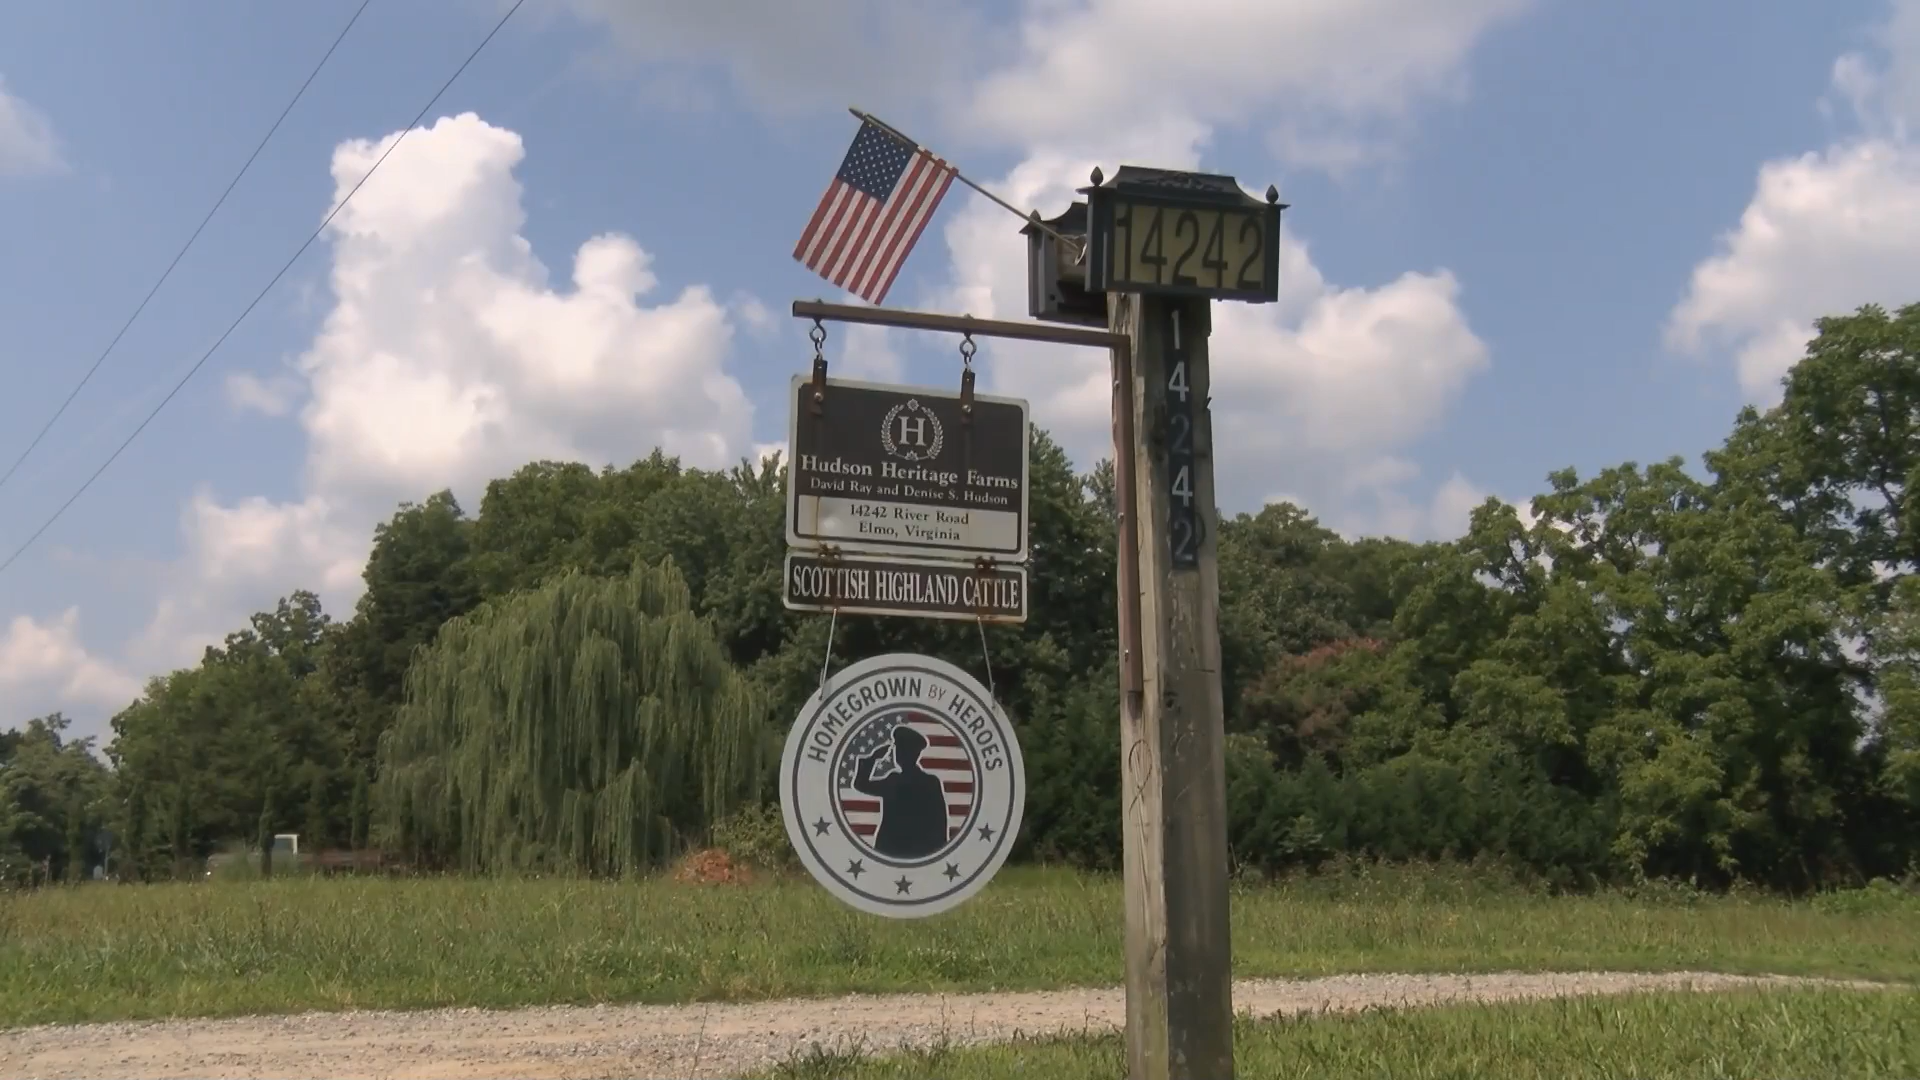 14242
14242
H
Hudson Heritage Farms
David Ray and Denise S. Hudson
14242 River Road
Elmo, Virginia
SCOTTISH HIGHLAND CATTLE
HOMEGROWN BY HEROES